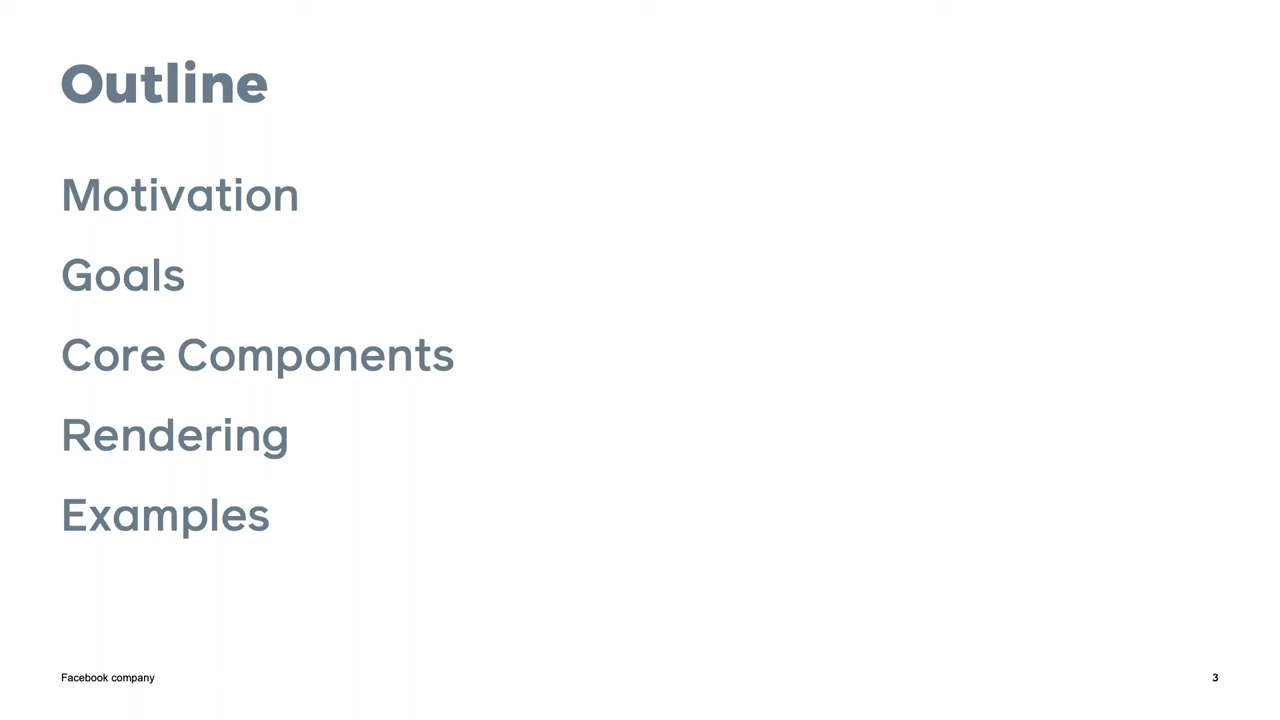 Outline
Motivation
Goals
Core Components
Rendering
Examples
Facebook company
3